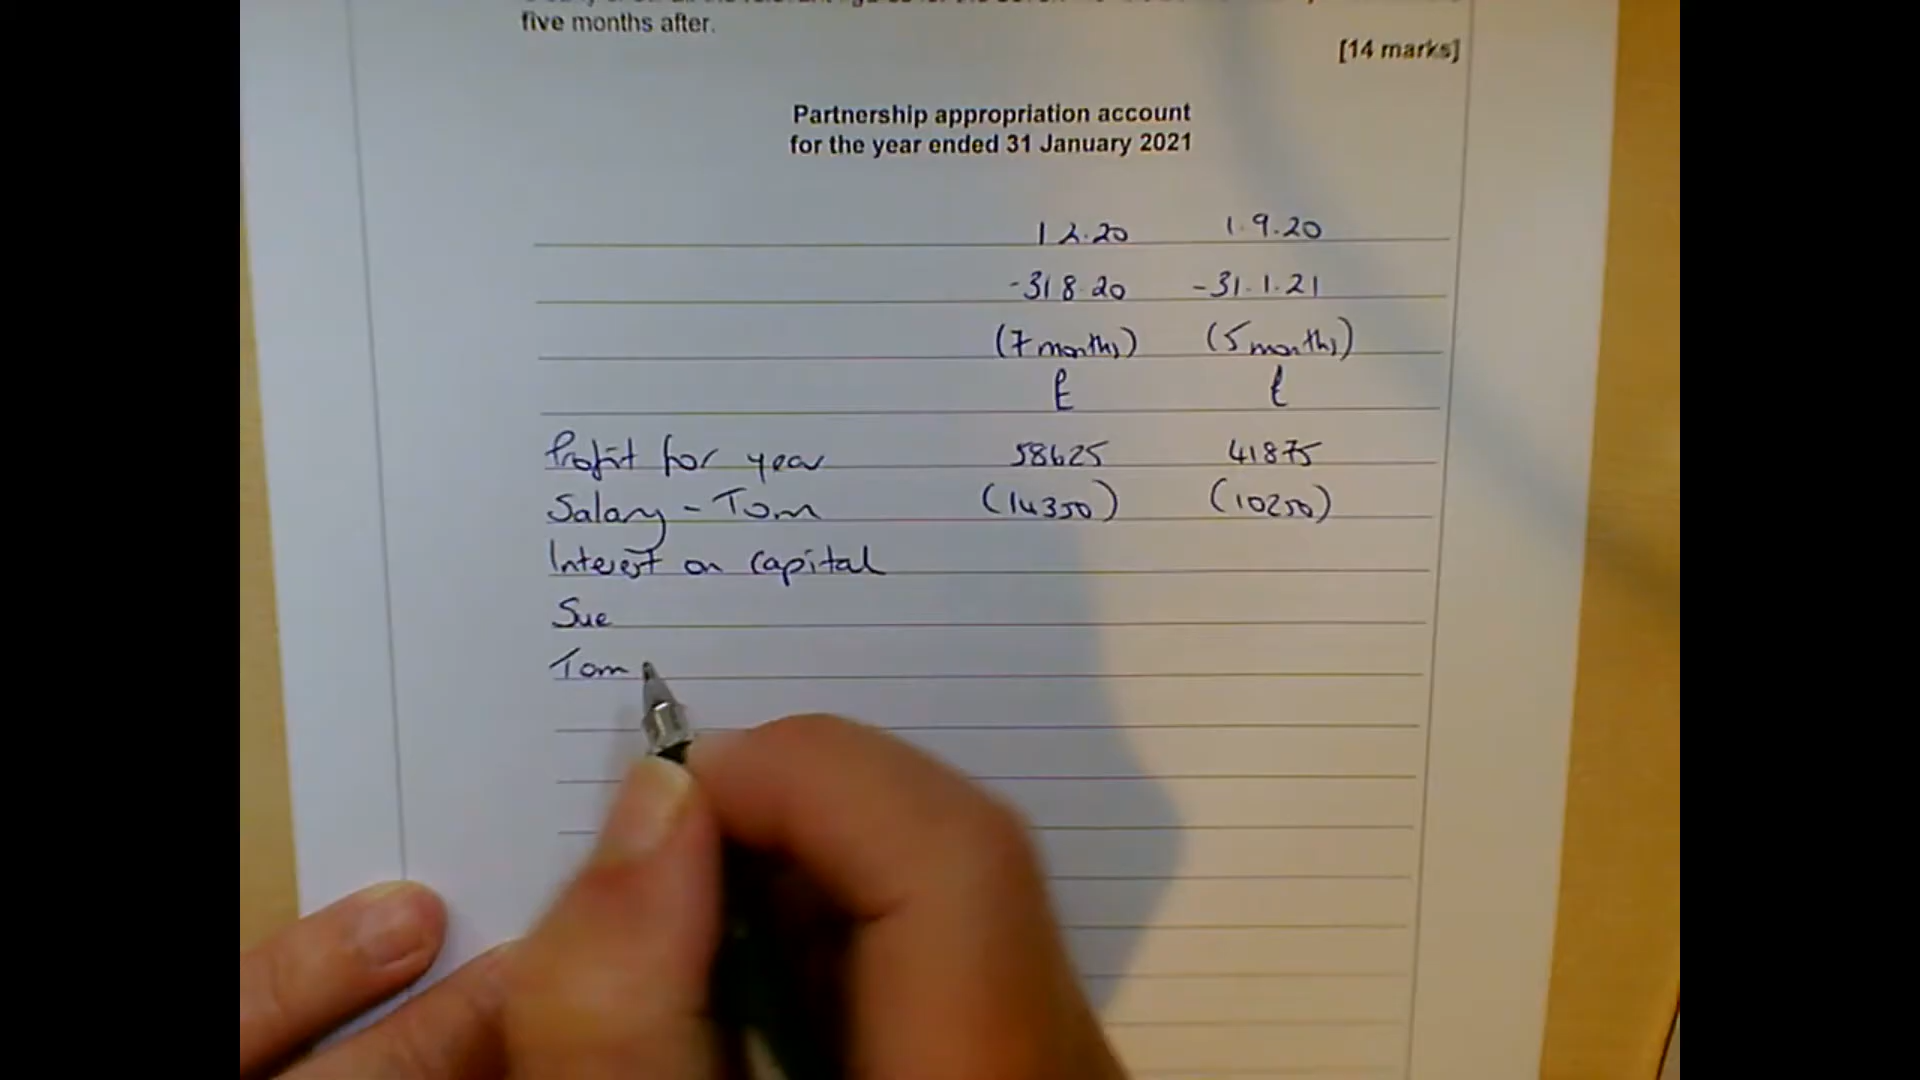 five months after.
[14 marks]
Partnership appropriation account
for the year ended 31 January 2021
1 2.20 1.9.20
-31 8 20 -31.1.21
(7 months) (5 months)
£ £
Profit for year 58625 41875
Salary - Tom (14350) (10250)
Interest on capital
Sue
Tom